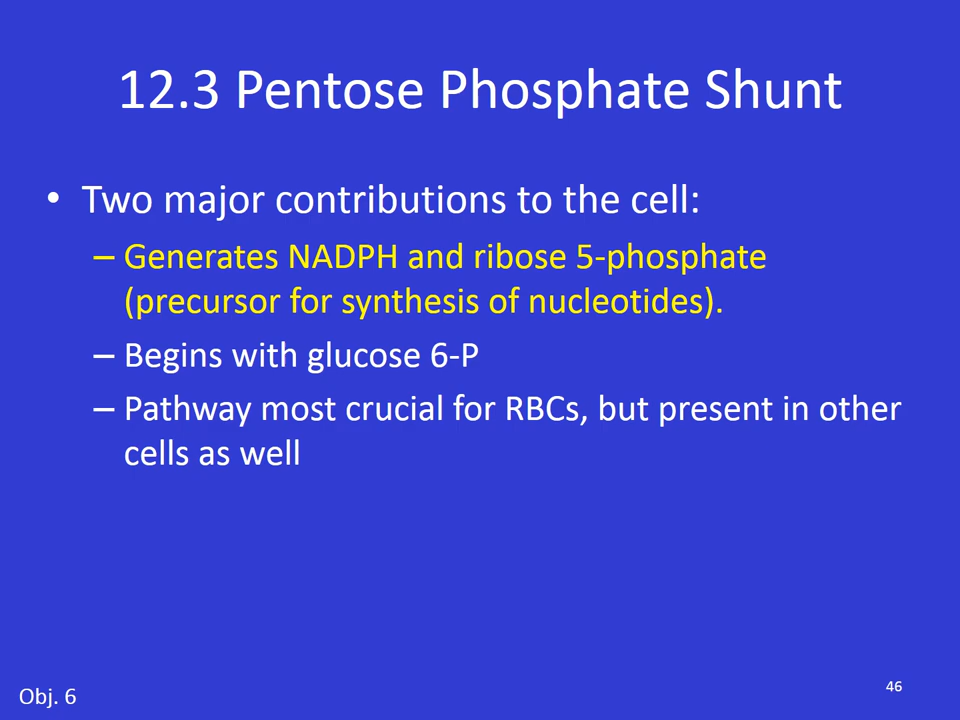 12.3 Pentose Phosphate Shunt
• Two major contributions to the cell:
– Generates NADPH and ribose 5-phosphate
(precursor for synthesis of nucleotides).
– Begins with glucose 6-P
– Pathway most crucial for RBCs, but present in other
cells as well
Obj. 6
46